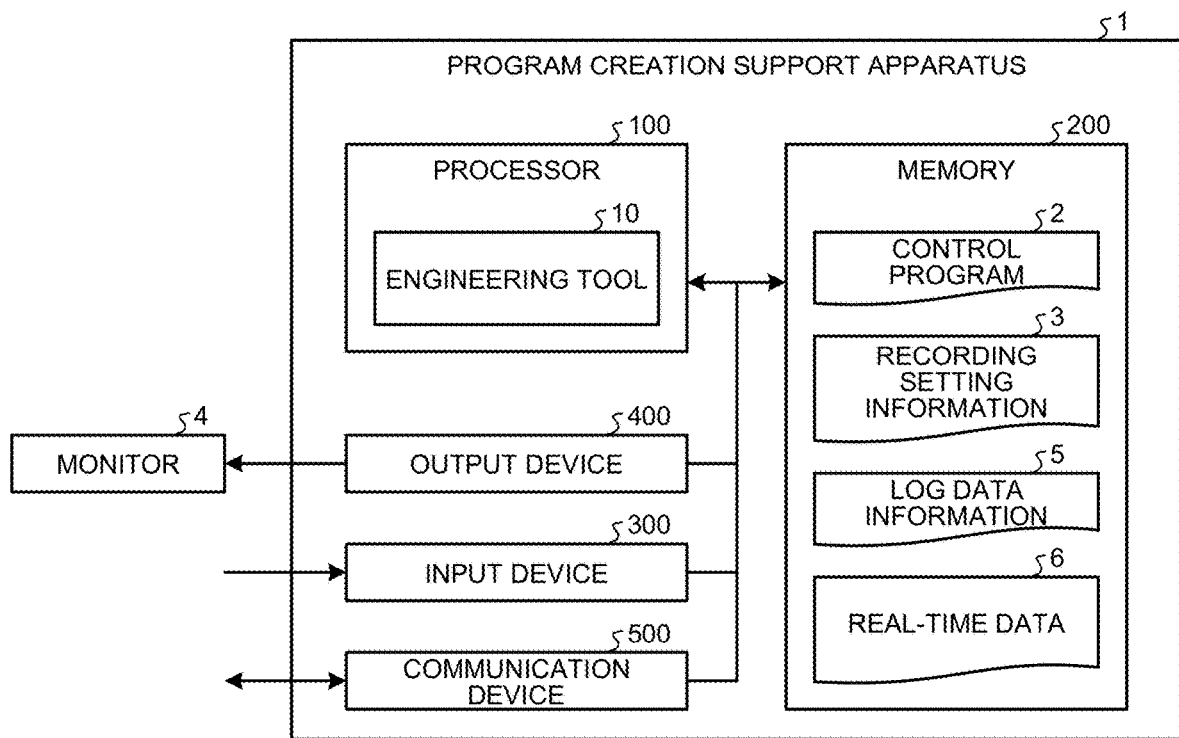 1
PROGRAM CREATION SUPPORT APPARATUS
100
PROCESSOR
10
ENGINEERING TOOL
200
MEMORY
2
CONTROL
PROGRAM
3
RECORDING
SETTING
INFORMATION
5
LOG DATA
INFORMATION
6
REAL-TIME DATA
4
MONITOR
400
OUTPUT DEVICE
300
INPUT DEVICE
500
COMMUNICATION
DEVICE